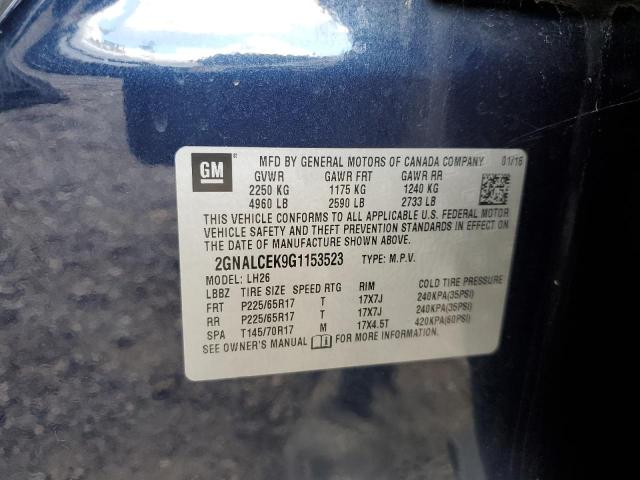 GM ® MFD BY GENERAL MOTORS OF CANADA COMPANY 01/16
GVWR GAWR FRT GAWR RR
2250 KG 1175 KG 1240 KG
4960 LB 2590 LB 2733 LB
THIS VEHICLE CONFORMS TO ALL APPLICABLE U.S. FEDERAL MOTOR
VEHICLE SAFETY AND THEFT PREVENTION STANDARDS IN EFFECT ON
THE DATE OF MANUFACTURE SHOWN ABOVE.
2GNALCEK9G1153523 TYPE: M.P.V.
MODEL: LH26
LBBZ TIRE SIZE SPEED RTG RIM COLD TIRE PRESSURE
FRT P225/65R17 T 17X7J 240KPA(35PSI)
RR P225/65R17 T 17X7J 240KPA(35PSI)
SPA T145/70R17 M 17X4.5T 420KPA(60PSI)
SEE OWNER'S MANUAL FOR MORE INFORMATION